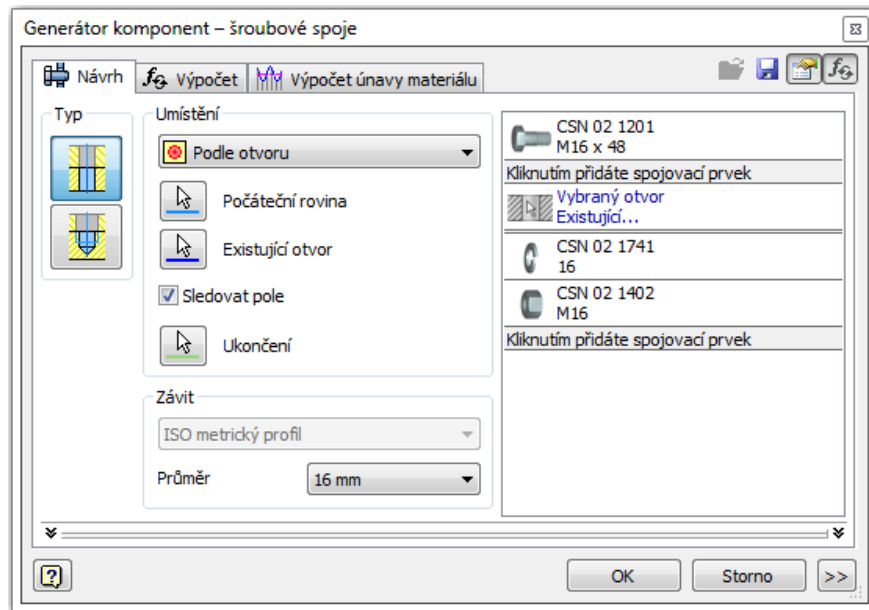 Generátor komponent – šroubové spoje
Návrh
Výpočet
Výpočet únavy materiálu
Typ
Umístění
Podle otvoru
Počáteční rovina
Existující otvor
Sledovat pole
Ukončení
Závit
ISO metrický profil
Průměr
16 mm
CSN 02 1201
M16 x 48
Kliknutím přidáte spojovací prvek
Vybraný otvor
Existující...
CSN 02 1741
16
CSN 02 1402
M16
Kliknutím přidáte spojovací prvek
OK
Storno
>>